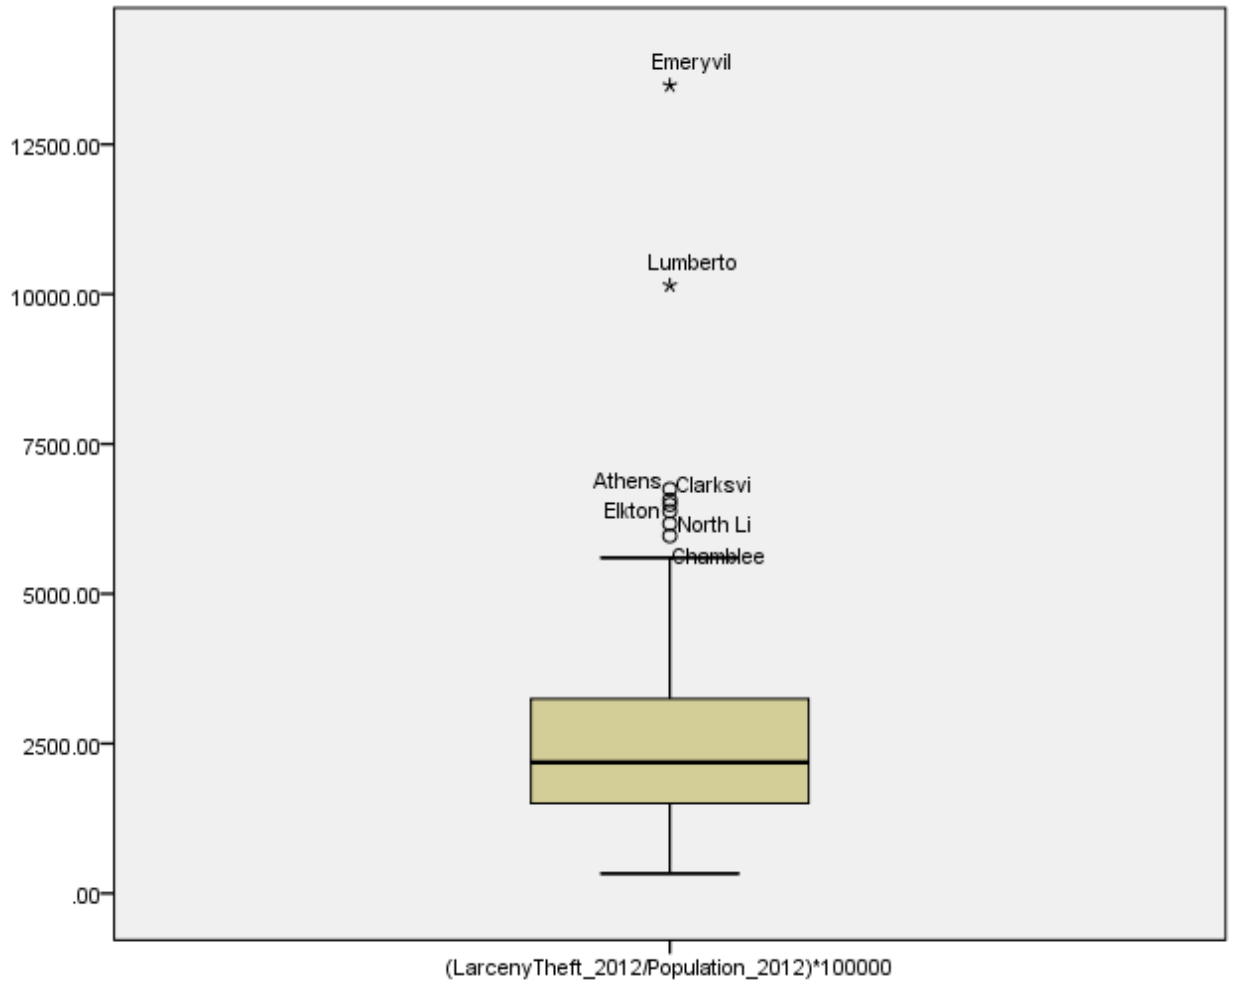 Emeryvil
12500.00
Lumberto
10000.00
7500.00
Athens Clarksvi
Elkton
North Li
Chamblee
5000.00
2500.00
.00
(LarcenyTheft_2012/Population_2012)*100000